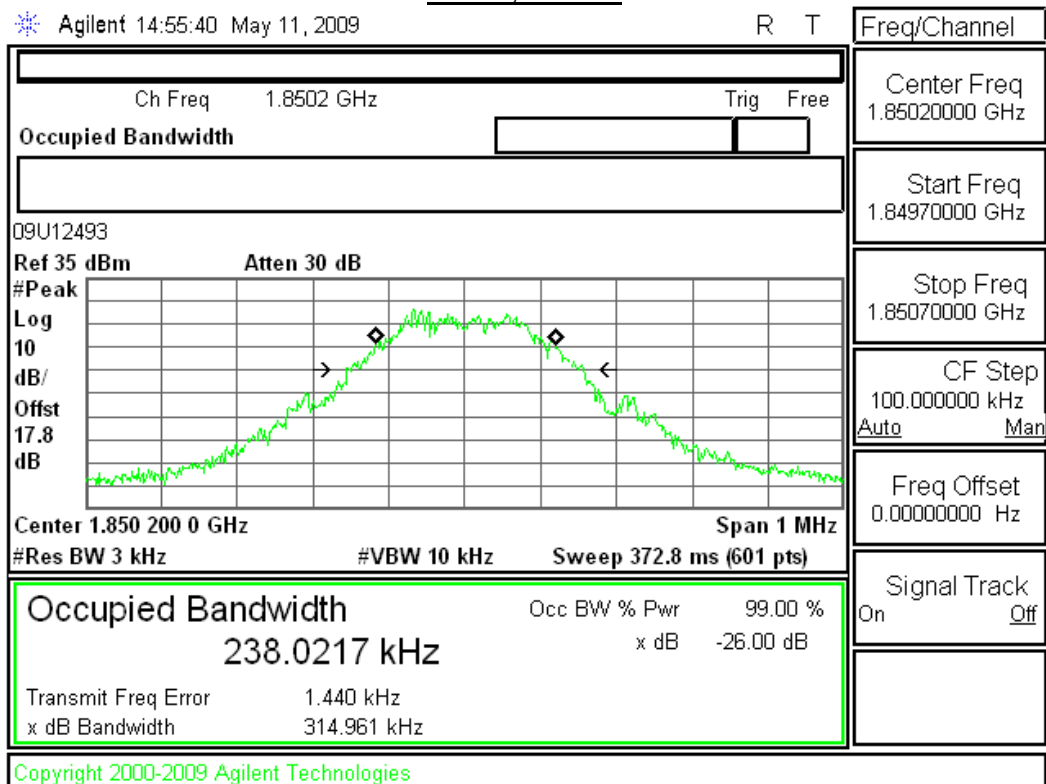 Agilent 14:55:40 May 11, 2009 R T
Ch Freq 1.8502 GHz Trig Free
Occupied Bandwidth
09U12493
Ref 35 dBm Atten 30 dB
#Peak
Log
10
dB/
Offst
17.8
dB
Center 1.850 200 0 GHz Span 1 MHz
#Res BW 3 kHz #VBW 10 kHz Sweep 372.8 ms (601 pts)
Occupied Bandwidth Occ BW % Pwr 99.00 %
238.0217 kHz x dB -26.00 dB
Transmit Freq Error 1.440 kHz
x dB Bandwidth 314.961 kHz
Copyright 2000-2009 Agilent Technologies
Freq/Channel
Center Freq
1.85020000 GHz
Start Freq
1.84970000 GHz
Stop Freq
1.85070000 GHz
CF Step
100.000000 kHz
Auto Man
Freq Offset
0.00000000 Hz
Signal Track
On Off